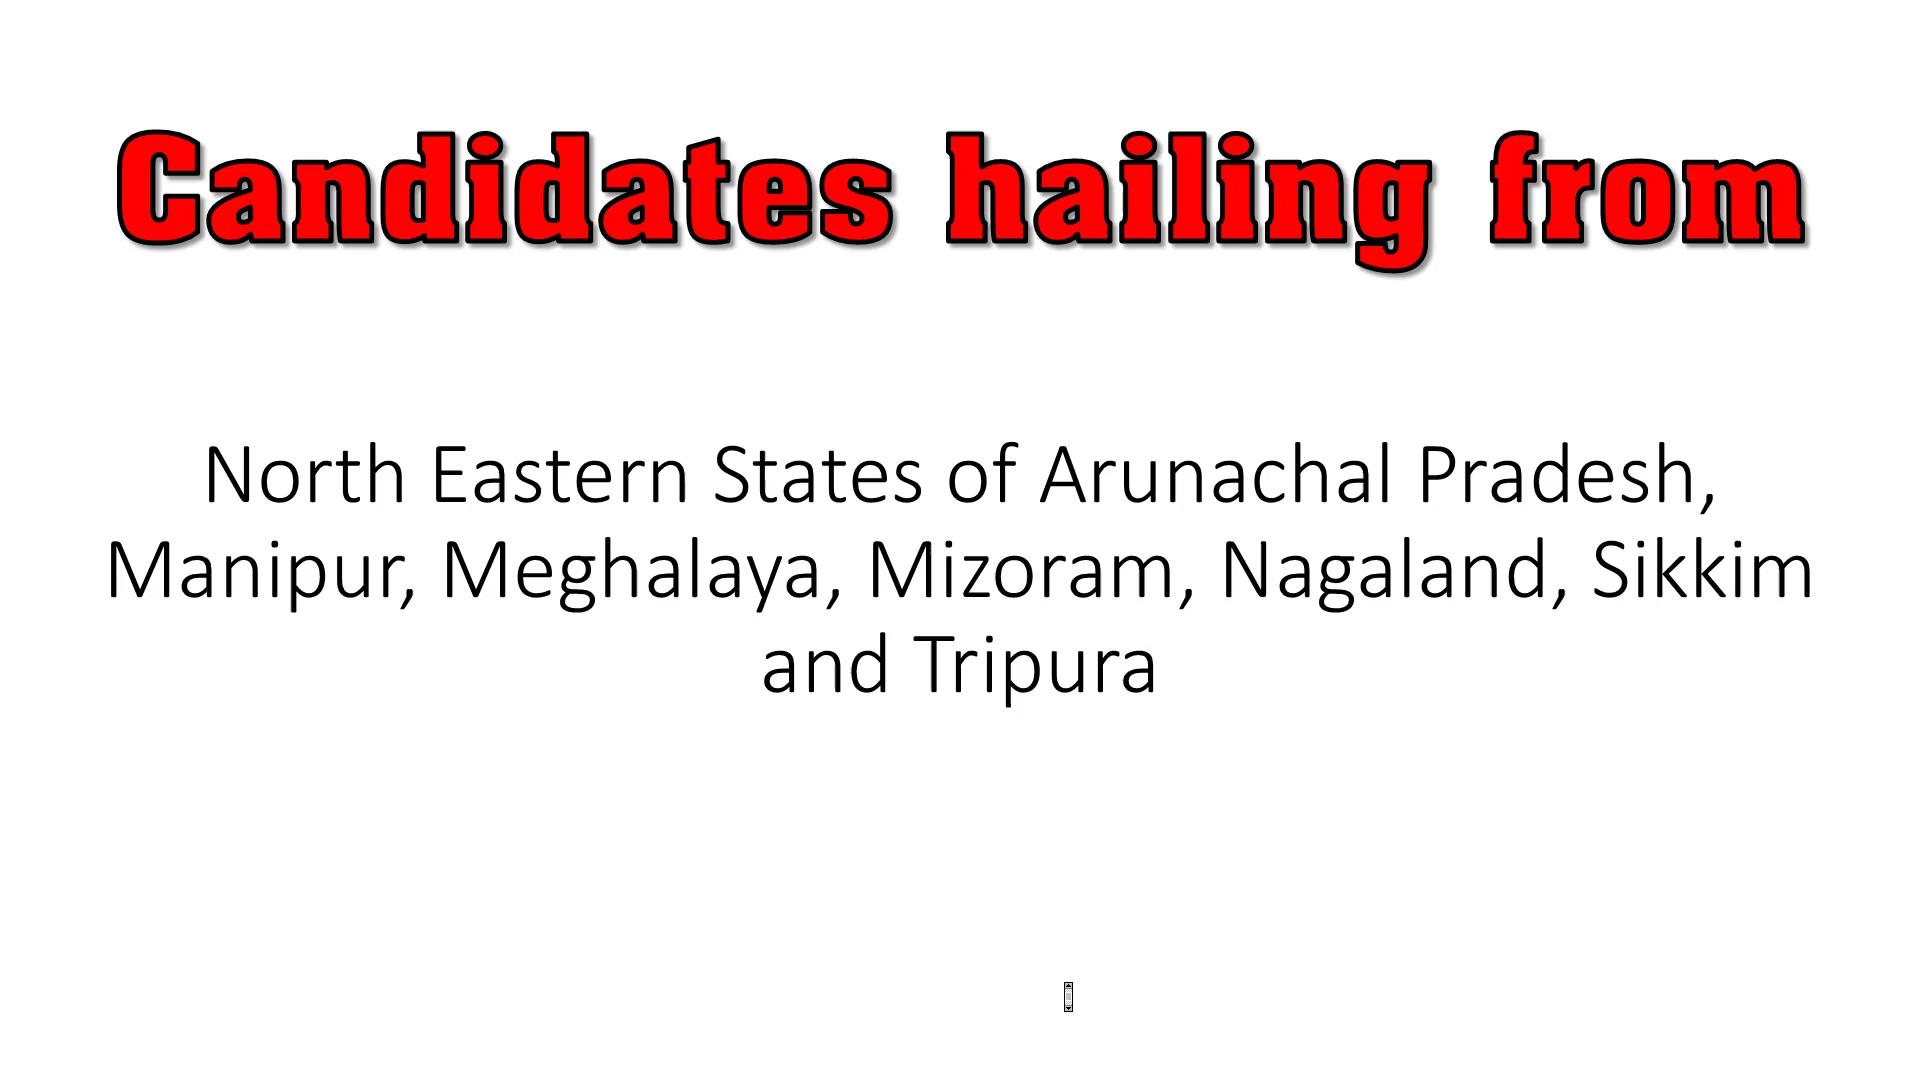 Candidates hailing from
North Eastern States of Arunachal Pradesh,
Manipur, Meghalaya, Mizoram, Nagaland, Sikkim
and Tripura